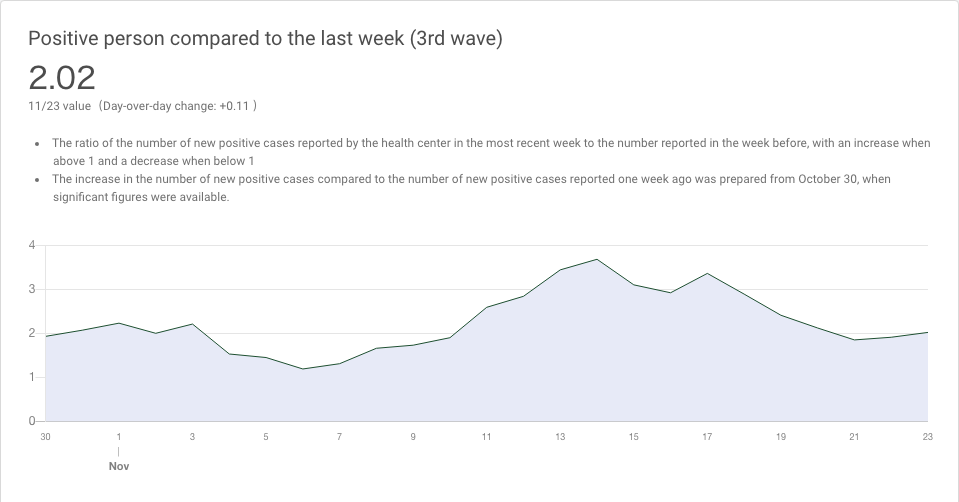 Positive person compared to the last week (3rd wave)
2.02
11/23 value （Day-over-day change: +0.11 ）
• The ratio of the number of new positive cases reported by the health center in the most recent week to the number reported in the week before, with an increase when
above 1 and a decrease when below 1
• The increase in the number of new positive cases compared to the number of new positive cases reported one week ago was prepared from October 30, when
significant figures were available.
4
3
2
1
0
30 1 3 5 7 9 11 13 15 17 19 21 23
Nov